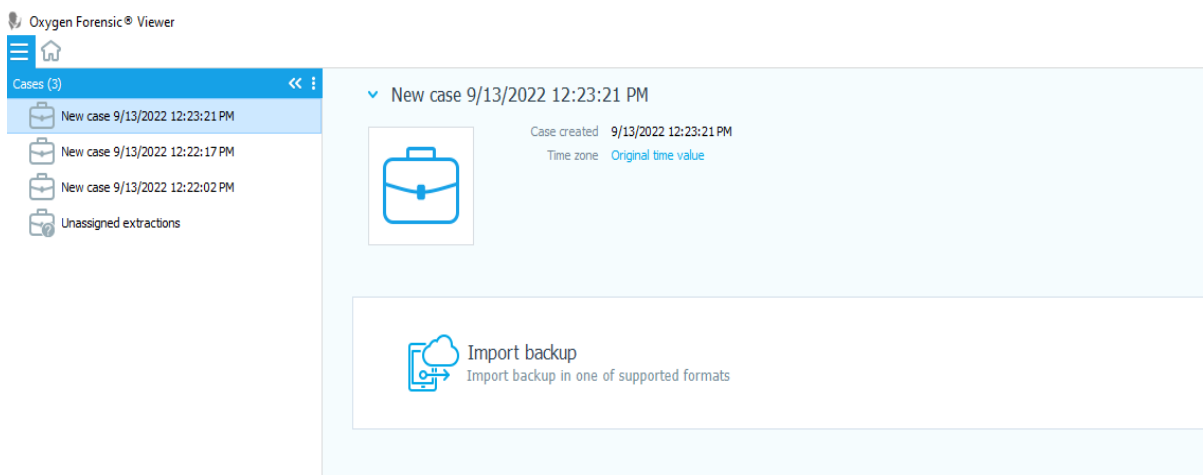 Oxygen Forensic® Viewer
Cases (3)
New case 9/13/2022 12:23:21 PM
New case 9/13/2022 12:22:17 PM
New case 9/13/2022 12:22:02 PM
Unassigned extractions
New case 9/13/2022 12:23:21 PM
Case created 9/13/2022 12:23:21 PM
Time zone Original time value
Import backup
Import backup in one of supported formats